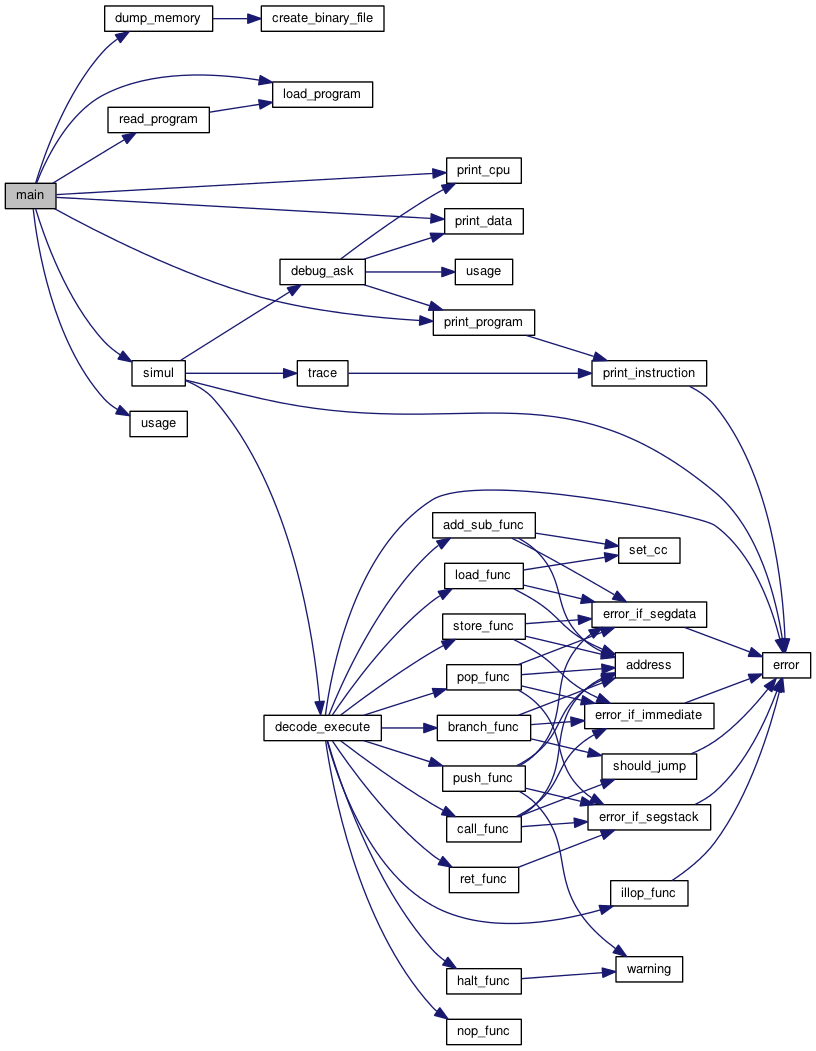 dump_memory
create_binary_file
load_program
read_program
print_cpu
main
print_data
debug_ask
usage
print_program
simul
trace
print_instruction
usage
add_sub_func
set_cc
load_func
error_if_segdata
store_func
address
error
pop_func
error_if_immediate
decode_execute
branch_func
should_jump
push_func
error_if_segstack
call_func
ret_func
illop_func
warning
halt_func
nop_func